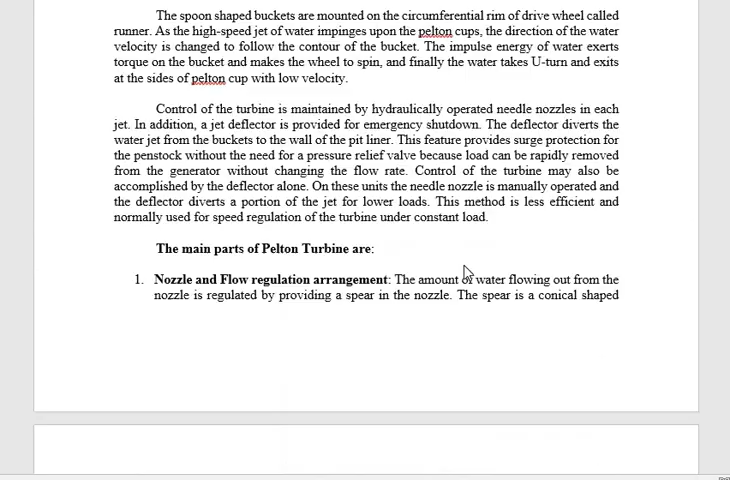 The spoon shaped buckets are mounted on the circumferential rim of drive wheel called
runner. As the high-speed jet of water impinges upon the pelton cups, the direction of the water
velocity is changed to follow the contour of the bucket. The impulse energy of water exerts
torque on the bucket and makes the wheel to spin, and finally the water takes U-turn and exits
at the sides of pelton cup with low velocity.
Control of the turbine is maintained by hydraulically operated needle nozzles in each
jet. In addition, a jet deflector is provided for emergency shutdown. The deflector diverts the
water jet from the buckets to the wall of the pit liner. This feature provides surge protection for
the penstock without the need for a pressure relief valve because load can be rapidly removed
from the generator without changing the flow rate. Control of the turbine may also be
accomplished by the deflector alone. On these units the needle nozzle is manually operated and
the deflector diverts a portion of the jet for lower loads. This method is less efficient and
normally used for speed regulation of the turbine under constant load.
The main parts of Pelton Turbine are:
1. Nozzle and Flow regulation arrangement: The amount of water flowing out from the
nozzle is regulated by providing a spear in the nozzle. The spear is a conical shaped